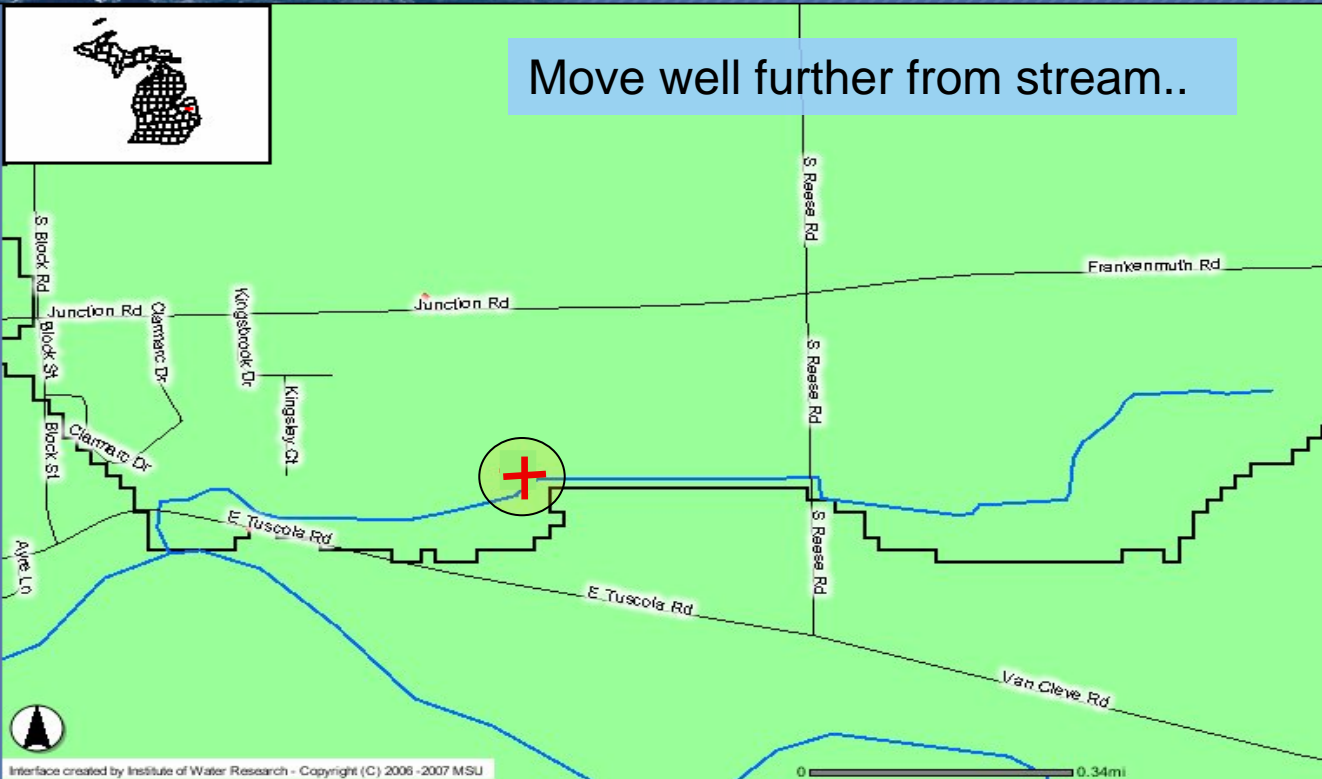 Move well further from stream..
S Reese Rd
S Block Rd
Frankenmuth Rd
Junction Rd
Junction Rd
Clarmarc Dr
Kingsbrook Dr
Block St
S Reese Rd
Kingsley Ct
Block St
Clarmarc Dr
E Tuscola Rd
S Reese Rd
Ayre Ln
E Tuscola Rd
Van Cleve Rd
Interface created by Institute of Water Research - Copyright (C) 2006 -2007 MSU
0 0.34mi